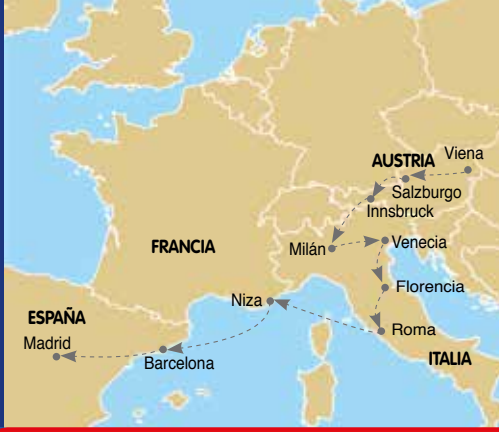 Viena
AUSTRIA
Salzburgo
Innsbruck
Milán
Venecia
FRANCIA
Florencia
Niza
ESPAÑA
Roma
Madrid
Barcelona
ITALIA